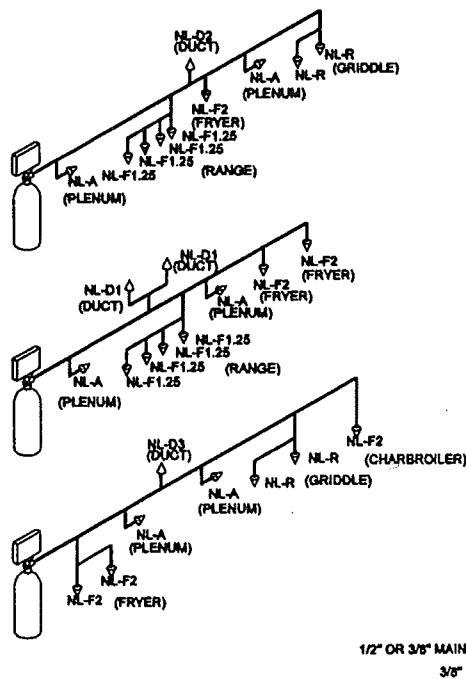 NL-D2
(DUCT)
NL-R
NL-R (GRIDDLE)
NL-A
(PLENUM)
NL-F2
(FRYER)
NL-F1.25
NL-F1.25
NL-F1.25
NL-F1.25
(RANGE)
NL-A
(PLENUM)
NL-D1
(DUCT)
NL-D1
(DUCT)
NL-F2
(FRYER)
NL-F2
(FRYER)
NL-A
(PLENUM)
NL-F1.25
NL-F1.25
NL-F1.25
NL-F1.25
(RANGE)
NL-A
(PLENUM)
NL-D3
(DUCT)
NL-F2
(CHARBROILER)
NL-R
NL-R (GRIDDLE)
NL-A
(PLENUM)
NL-A
(PLENUM)
NL-F2
NL-F2 (FRYER)
1/2" OR 3/8" MAIN
3/8"